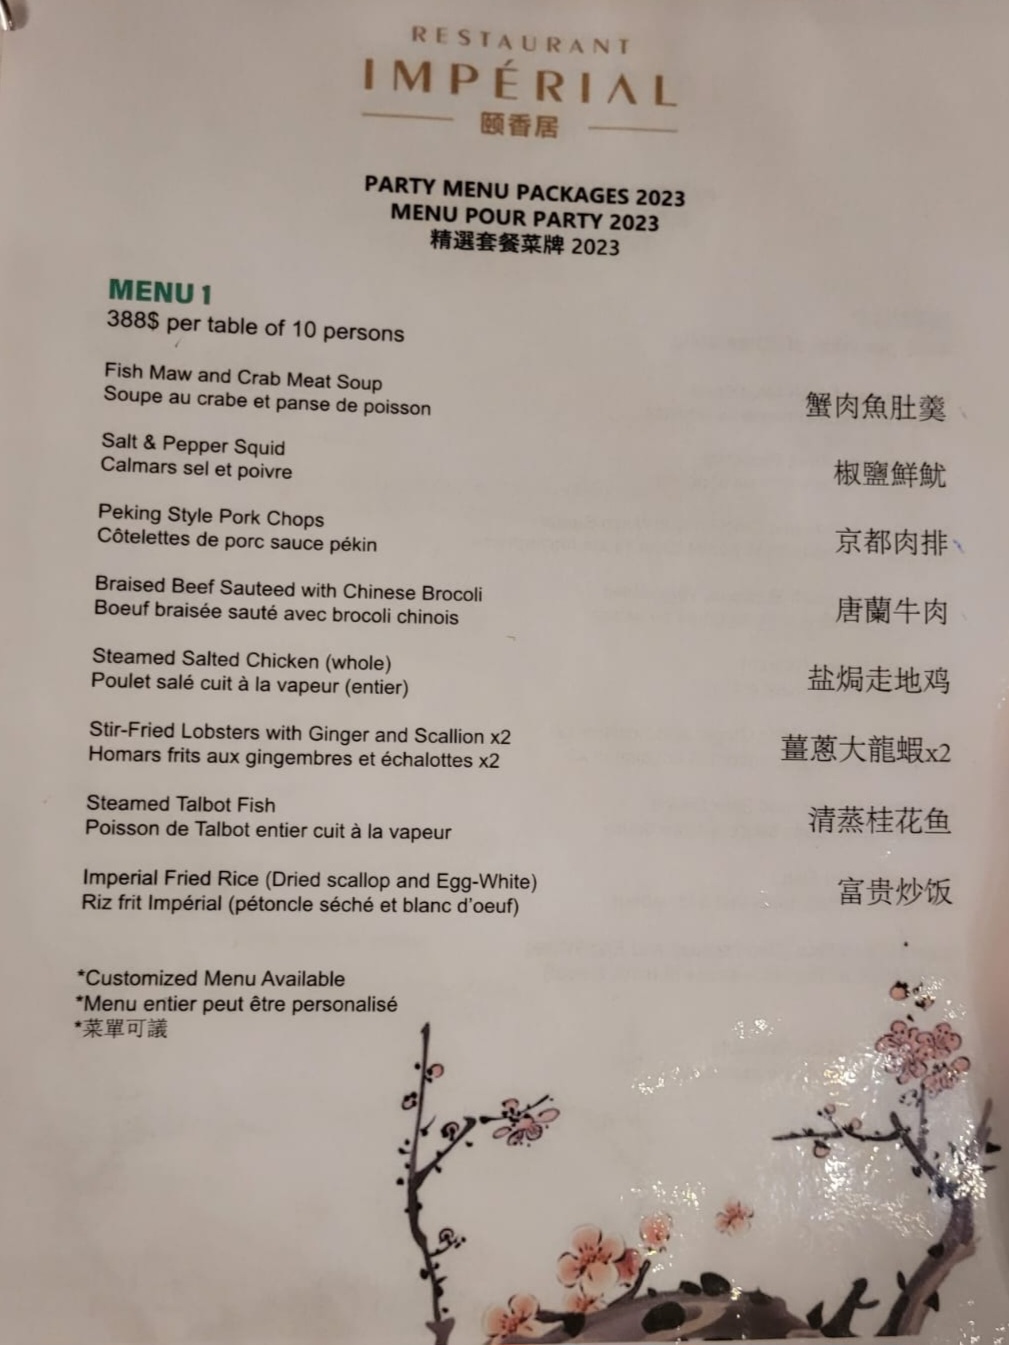 RESTAURANT
IMPÉRIAL
頤香居
PARTY MENU PACKAGES 2023
MENU POUR PARTY 2023
精選套餐菜牌 2023
MENU 1
388$ per table of 10 persons
Fish Maw and Crab Meat Soup
Soupe au crabe et panse de poisson
蟹肉魚肚羹
Salt & Pepper Squid
Calmars sel et poivre
椒鹽鮮魷
Peking Style Pork Chops
Côtelettes de porc sauce pékin
京都肉排
Braised Beef Sauteed with Chinese Brocoli
Boeuf braisée sauté avec brocoli chinois
唐蘭牛肉
Steamed Salted Chicken (whole)
Poulet salé cuit à la vapeur (entier)
盐焗走地鸡
Stir-Fried Lobsters with Ginger and Scallion x2
Homars frits aux gingembres et échalottes x2
薑蔥大龍蝦x2
Steamed Talbot Fish
Poisson de Talbot entier cuit à la vapeur
清蒸桂花鱼
Imperial Fried Rice (Dried scallop and Egg-White)
Riz frit Impérial (pétoncle séché et blanc d'oeuf)
富贵炒饭
*Customized Menu Available
*Menu entier peut être personalisé
*菜單可議